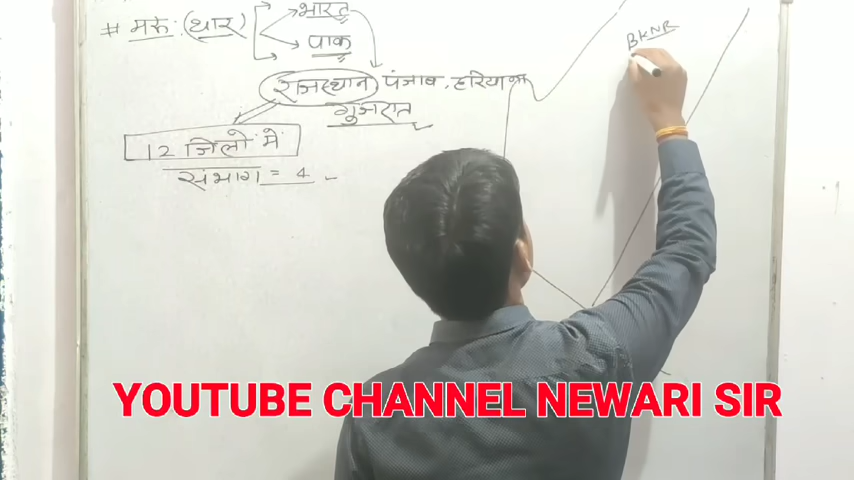 # मरु: (थार) भारत
पाक
राजस्थान पंजाब, हरियाणा
गुजरात
12 जिलो में
संभाग = 4
BKNR
YOUTUBE CHANNEL NEWARI SIR